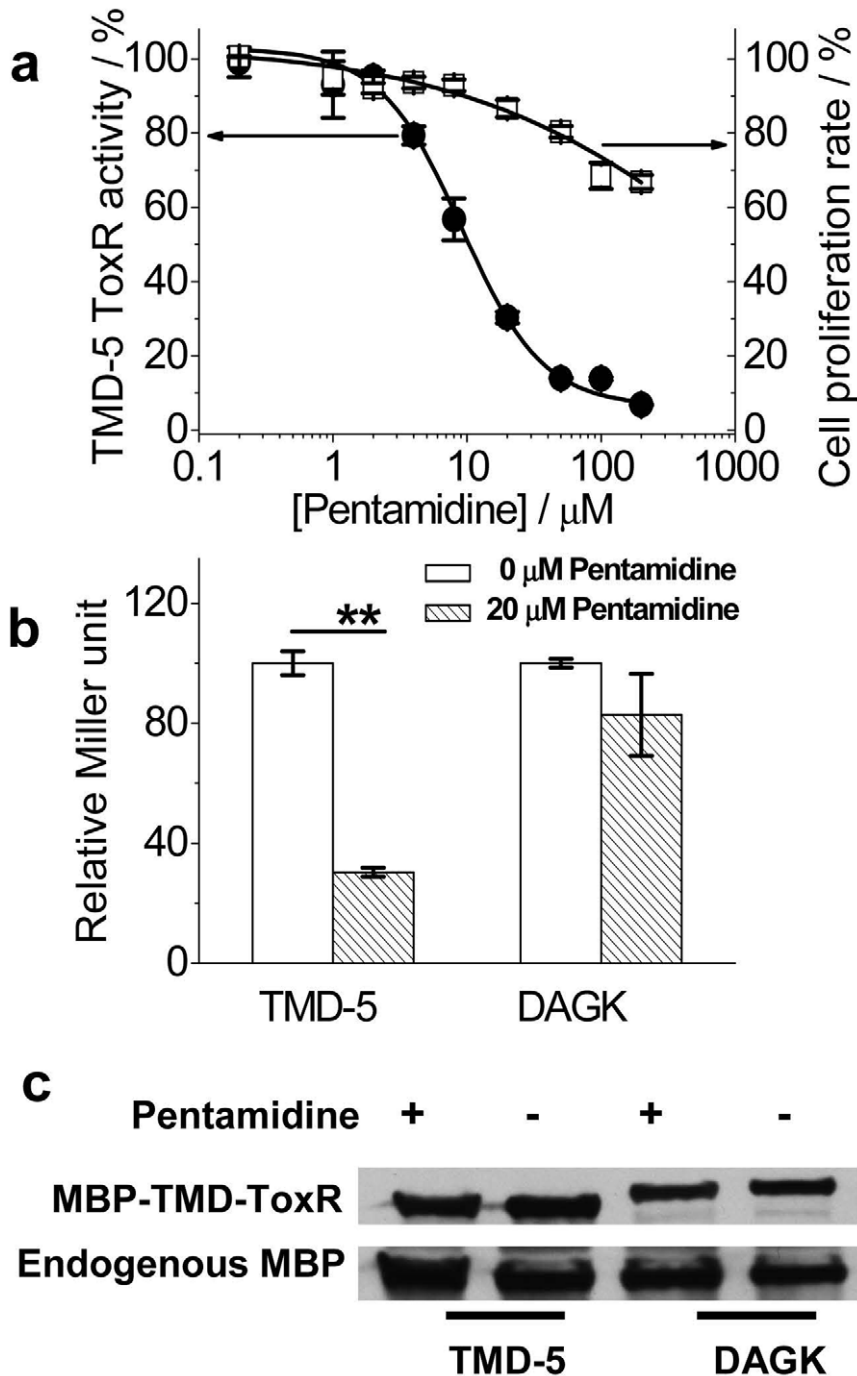 a
TMD-5 ToxR activity / %
100
80
60
40
20
0
Cell proliferation rate / %
100
80
60
40
20
0
0.1 1 10 100 1000
[Pentamidine] / μM
b
Relative Miller unit
120
80
40
0
0 μM Pentamidine
20 μM Pentamidine
**
TMD-5 DAGK
c
Pentamidine + - + -
MBP-TMD-ToxR
Endogenous MBP
TMD-5 DAGK